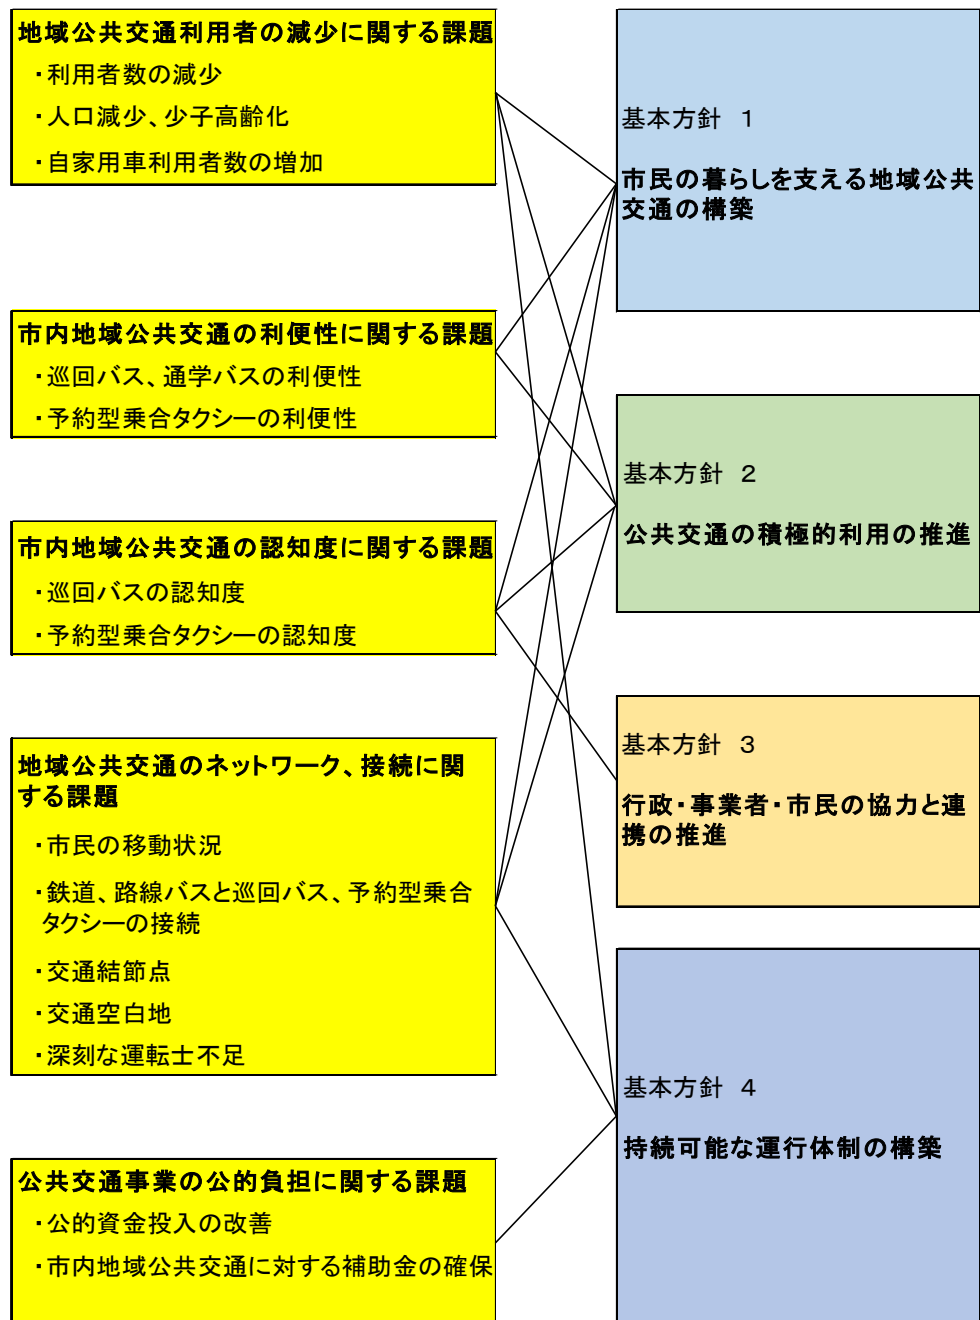 地域公共交通利用者の減少に関する課題
・利用者数の減少
・人口減少、少子高齢化
・自家用車利用者数の増加
市内地域公共交通の利便性に関する課題
・巡回バス、通学バスの利便性
・予約型乗合タクシーの利便性
市内地域公共交通の認知度に関する課題
・巡回バスの認知度
・予約型乗合タクシーの認知度
地域公共交通のネットワーク、接続に関
する課題
・市民の移動状況
・鉄道、路線バスと巡回バス、予約型乗合
タクシーの接続
・交通結節点
・交通空白地
・深刻な運転士不足
公共交通事業の公的負担に関する課題
・公的資金投入の改善
・市内地域公共交通に対する補助金の確保
基本方針　1
市民の暮らしを支える地域公共
交通の構築
基本方針　2
公共交通の積極的利用の推進
基本方針　3
行政・事業者・市民の協力と連
携の推進
基本方針　4
持続可能な運行体制の構築